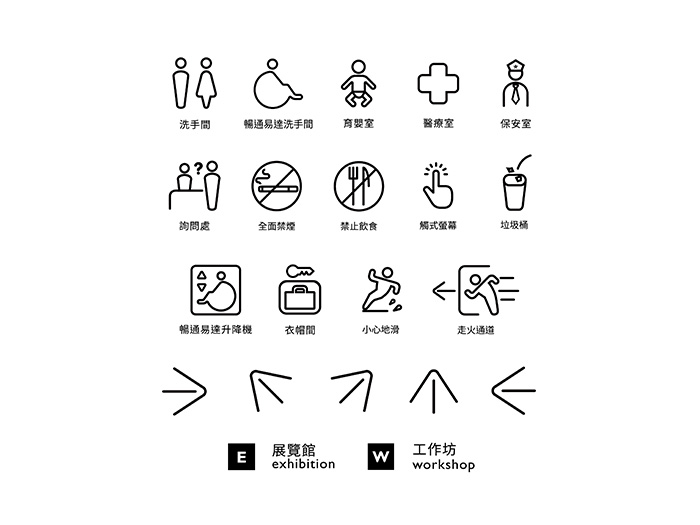 洗手間
暢通易達洗手間
育嬰室
醫療室
保安室
?
詢問處
全面禁煙
禁止飲食
觸式螢幕
垃圾桶
暢通易達升降機
衣帽間
小心地滑
走火通道
E
展覽館
exhibition
W
工作坊
workshop